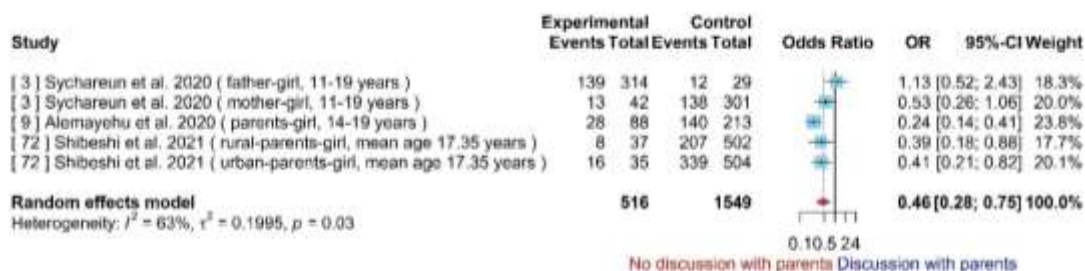 Experimental Control
Study Events Total Events Total Odds Ratio OR 95%-CI Weight
[ 3 ] Sychareun et al. 2020 ( father-girl, 11-19 years ) 139 314 12 29 1.13 [0.52; 2.43] 18.3%
[ 3 ] Sychareun et al. 2020 ( mother-girl, 11-19 years ) 13 42 138 301 0.53 [0.26; 1.06] 20.0%
[ 9 ] Alemayehu et al. 2020 ( parents-girl, 14-19 years ) 28 88 140 213 0.24 [0.14; 0.41] 23.8%
[ 72 ] Shibeshi et al. 2021 ( rural-parents-girl, mean age 17.35 years ) 8 37 207 502 0.39 [0.18; 0.88] 17.7%
[ 72 ] Shibeshi et al. 2021 ( urban-parents-girl, mean age 17.35 years ) 16 35 339 504 0.41 [0.21; 0.82] 20.1%
Random effects model 516 1549 0.46 [0.28; 0.75] 100.0%
Heterogeneity: I² = 63%, τ² = 0.1995, p = 0.03
0.1 0.5 2 4
No discussion with parents Discussion with parents